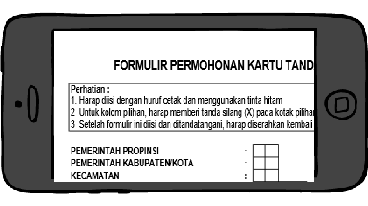 FORMULIR PERMOHONAN KARTU TAND
Perhatian :
1. Harap diisi dengan huruf cetak dan menggunakan tinta hitam
2. Untuk kolom pilihan, harap memberi tanda silang (X) pada kotak pilihan
3. Setelah formulir ini diisi dan ditandatangani, harap diserahkan kembali
PEMERINTAH PROPINSI :
PEMERINTAH KABUPATEN/KOTA :
KECAMATAN :